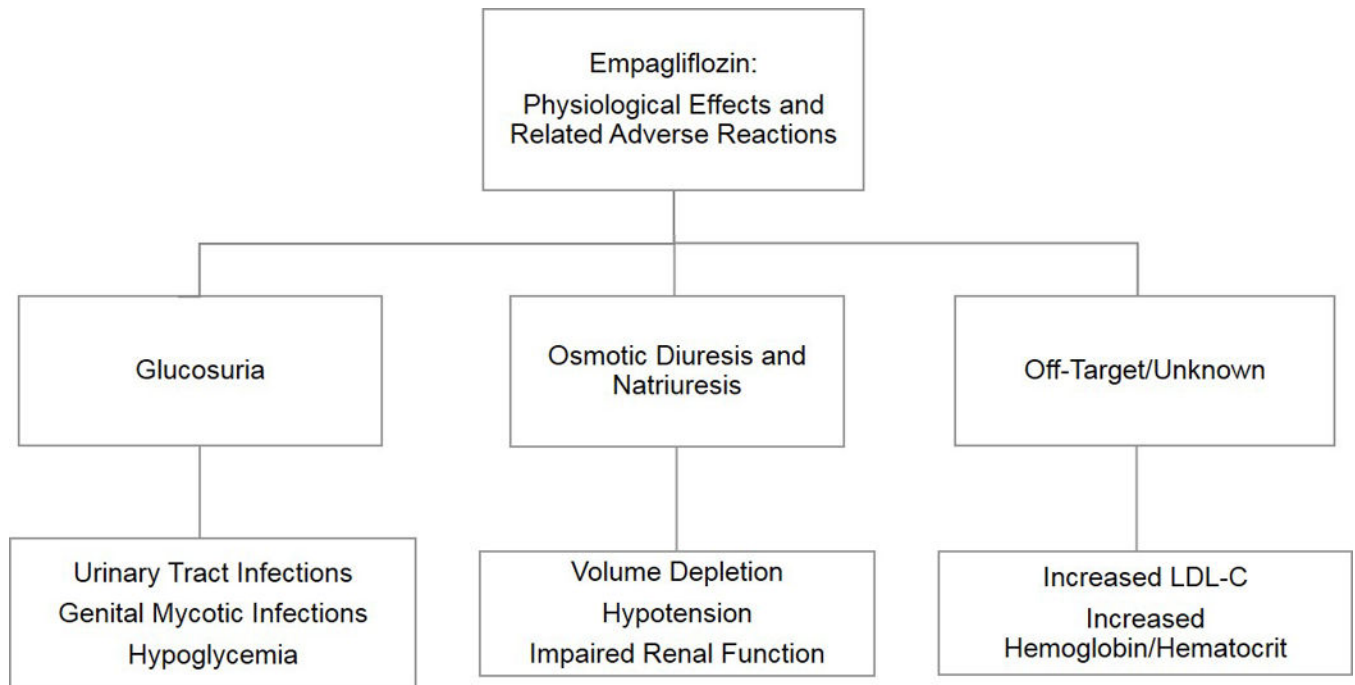 Empagliflozin:
Physiological Effects and
Related Adverse Reactions
Glucosuria
Osmotic Diuresis and
Natriuresis
Off-Target/Unknown
Urinary Tract Infections
Genital Mycotic Infections
Hypoglycemia
Volume Depletion
Hypotension
Impaired Renal Function
Increased LDL-C
Increased
Hemoglobin/Hematocrit